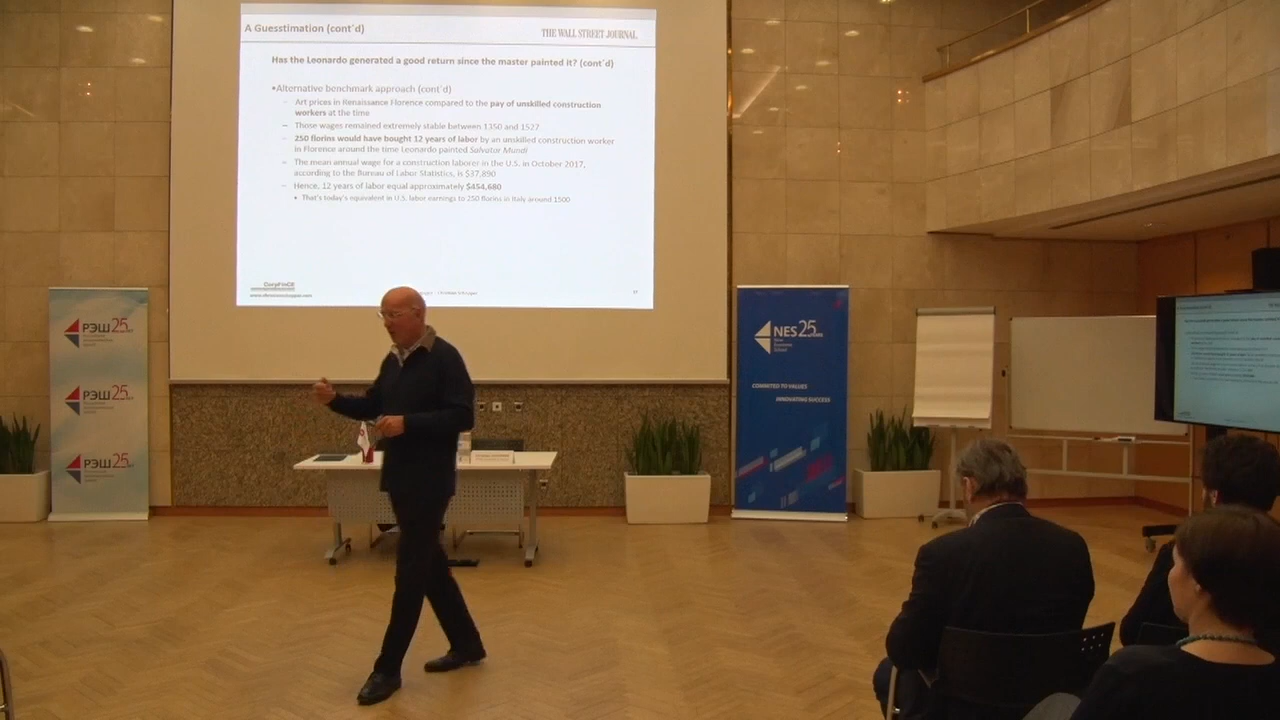 A Guesstimation (cont'd)
THE WALL STREET JOURNAL
Has the Leonardo generated a good return since the master painted it? (cont'd)
•Alternative benchmark approach (cont'd)
– Art prices in Renaissance Florence compared to the pay of unskilled construction
workers at the time
– Those wages remained extremely stable between 1350 and 1527
– 250 florins would have bought 12 years of labor by an unskilled construction worker
in Florence around the time Leonardo painted Salvator Mundi
– The mean annual wage for a construction laborer in the U.S. in October 2017,
according to the Bureau of Labor Statistics, is $37,890
– Hence, 12 years of labor equal approximately $454,680
• That's today's equivalent in U.S. labor earnings to 250 florins in Italy around 1500
CorpFinCE
РЭШ 25
РЭШ 25
РЭШ 25
NES 25 YEARS
New
Economic
School
COMMITED TO VALUES
INNOVATING SUCCESS